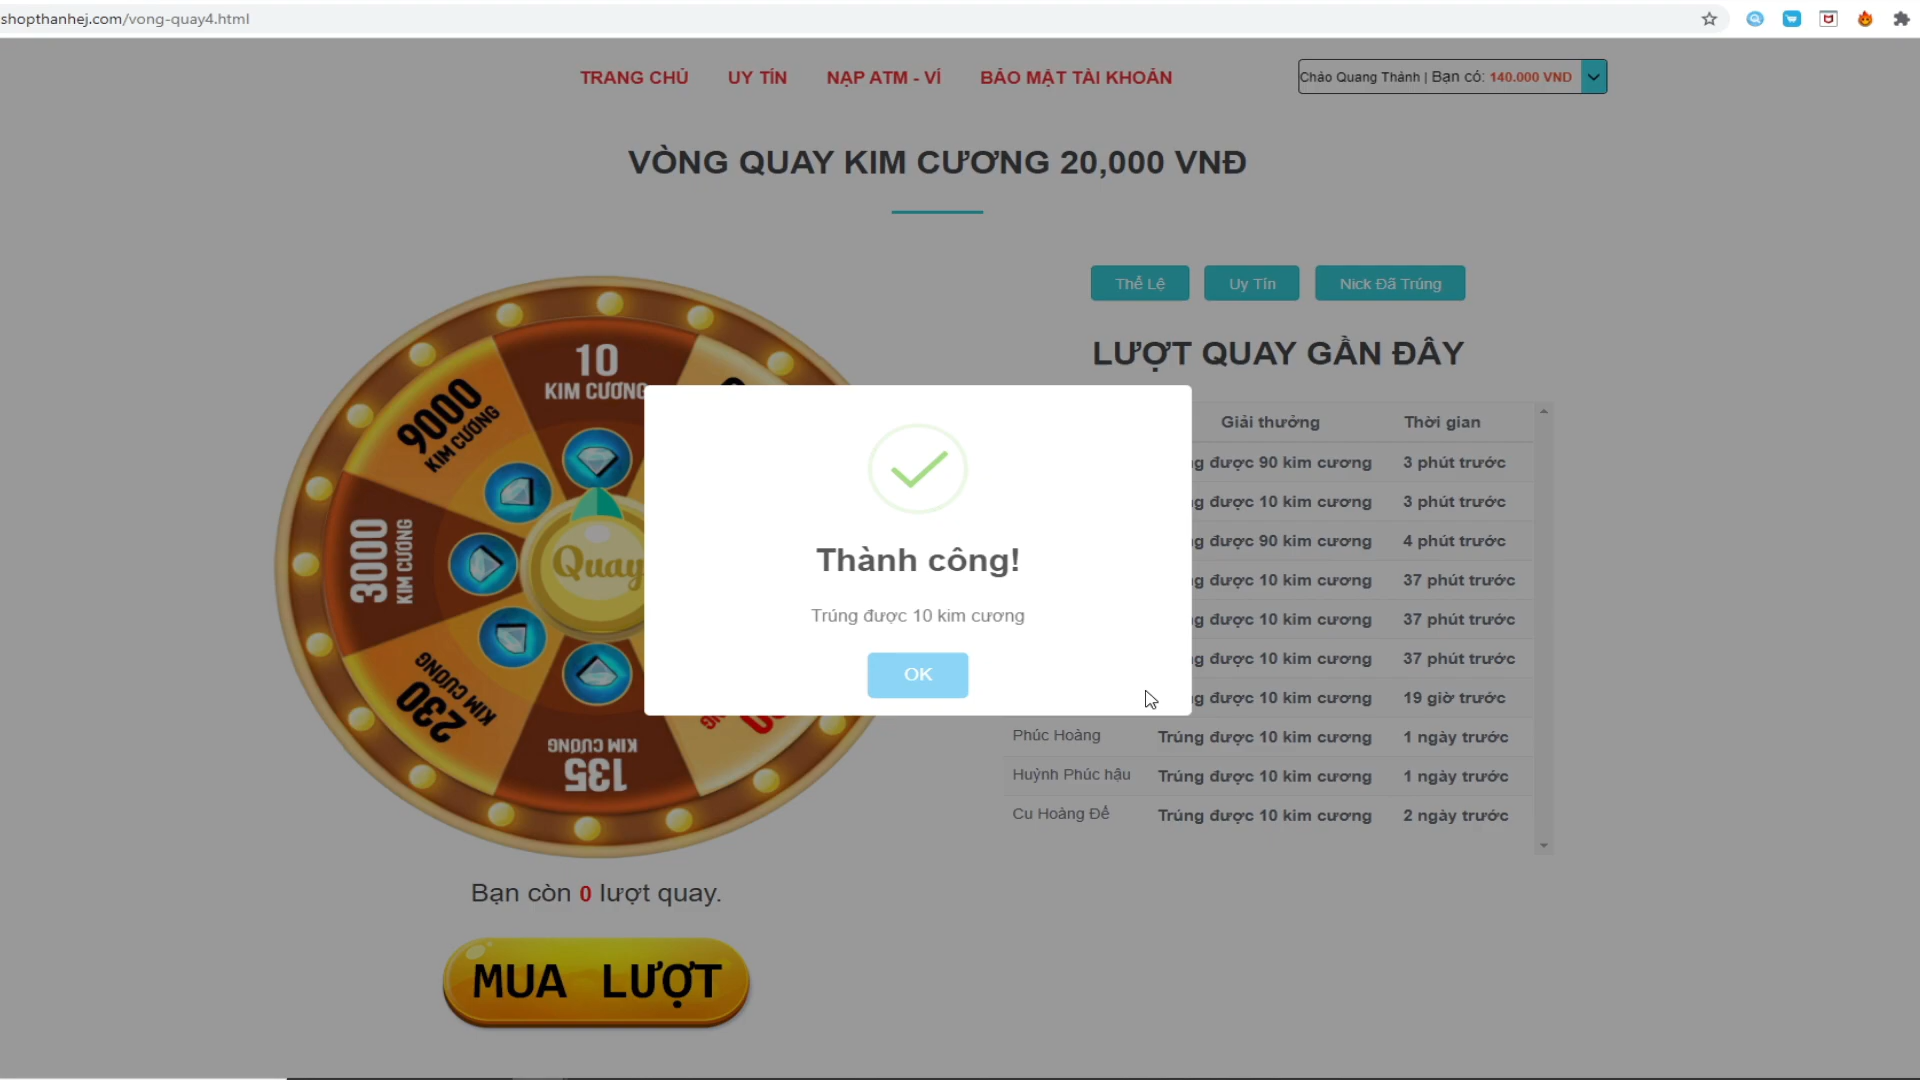 shopthanhej.com/vong-quay4.html
TRANG CHỦ UY TÍN NẠP ATM - VÍ BẢO MẬT TÀI KHOẢN
Chào Quang Thành | Bạn có: 140.000 VNĐ
VÒNG QUAY KIM CƯƠNG 20,000 VNĐ
Thể Lệ Uy Tín Nick Đã Trúng
LƯỢT QUAY GẦN ĐÂY
10
KIM CƯƠNG
9000
KIM CƯƠNG
3000
KIM CƯƠNG
230
KIM CƯƠNG
135
KIM CƯƠNG
Quay
Thành công!
Trúng được 10 kim cương
OK
Giải thưởng Thời gian
được 90 kim cương 3 phút trước
được 10 kim cương 3 phút trước
được 90 kim cương 4 phút trước
được 10 kim cương 37 phút trước
được 10 kim cương 37 phút trước
được 10 kim cương 37 phút trước
được 10 kim cương 19 giờ trước
Phúc Hoàng Trúng được 10 kim cương 1 ngày trước
Huỳnh Phúc hậu Trúng được 10 kim cương 1 ngày trước
Cu Hoàng Đế Trúng được 10 kim cương 2 ngày trước
Bạn còn 0 lượt quay.
MUA LƯỢT